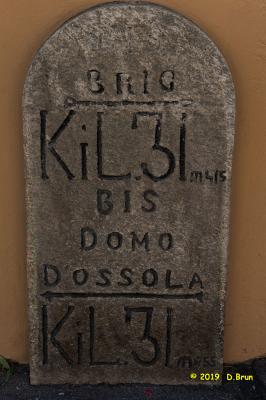 BRIG
KiL.31 m415
BIS
DOMO
DOSSOLA
KiL.31
© 2019 D.Brun